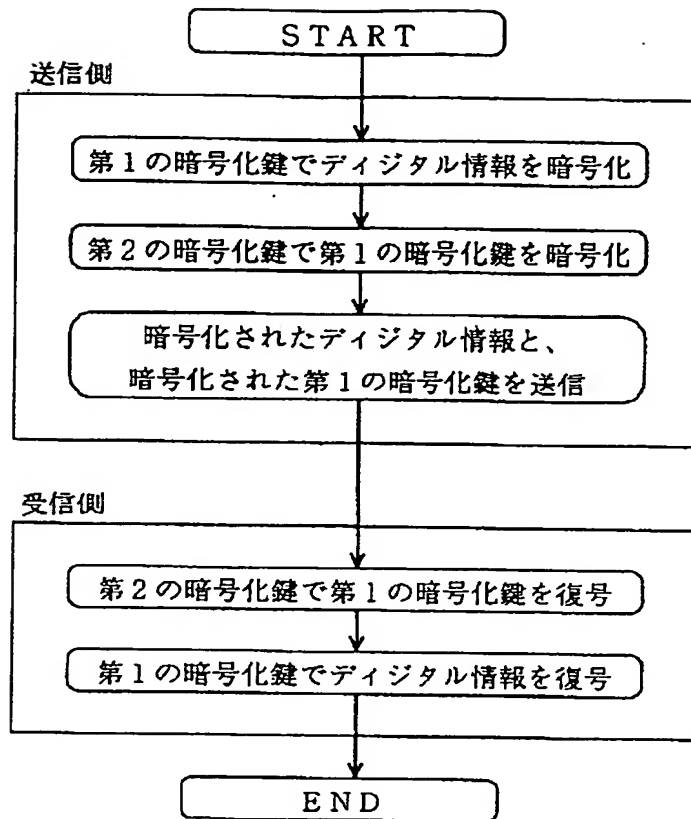 START
送信側
第1の暗号化鍵でディジタル情報を暗号化
第2の暗号化鍵で第1の暗号化鍵を暗号化
暗号化されたディジタル情報と、
暗号化された第1の暗号化鍵を送信
受信側
第2の暗号化鍵で第1の暗号化鍵を復号
第1の暗号化鍵でディジタル情報を復号
END